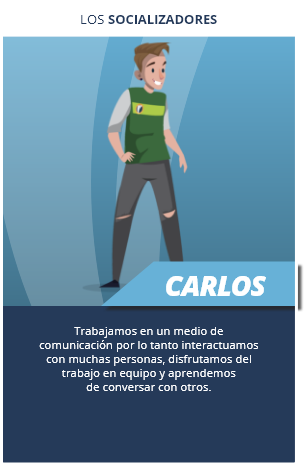 LOS SOCIALIZADORES
CARLOS
Trabajamos en un medio de
comunicación por lo tanto interactuamos
con muchas personas, disfrutamos del
trabajo en equipo y aprendemos
de conversar con otros.